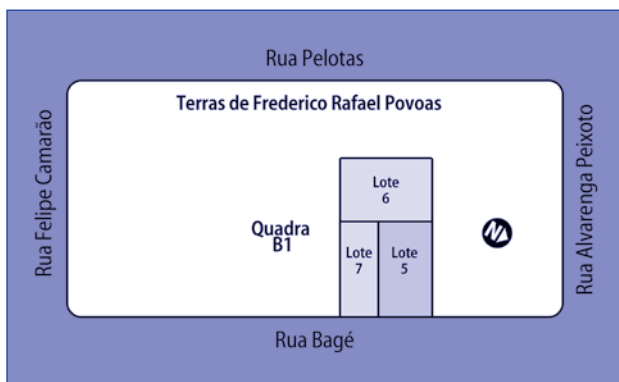 Rua Pelotas
Terras de Frederico Rafael Povoas
Rua Felipe Camarão
Rua Alvarenga Peixoto
Quadra
B1
Lote
6
Lote
7
Lote
5
Rua Bagé